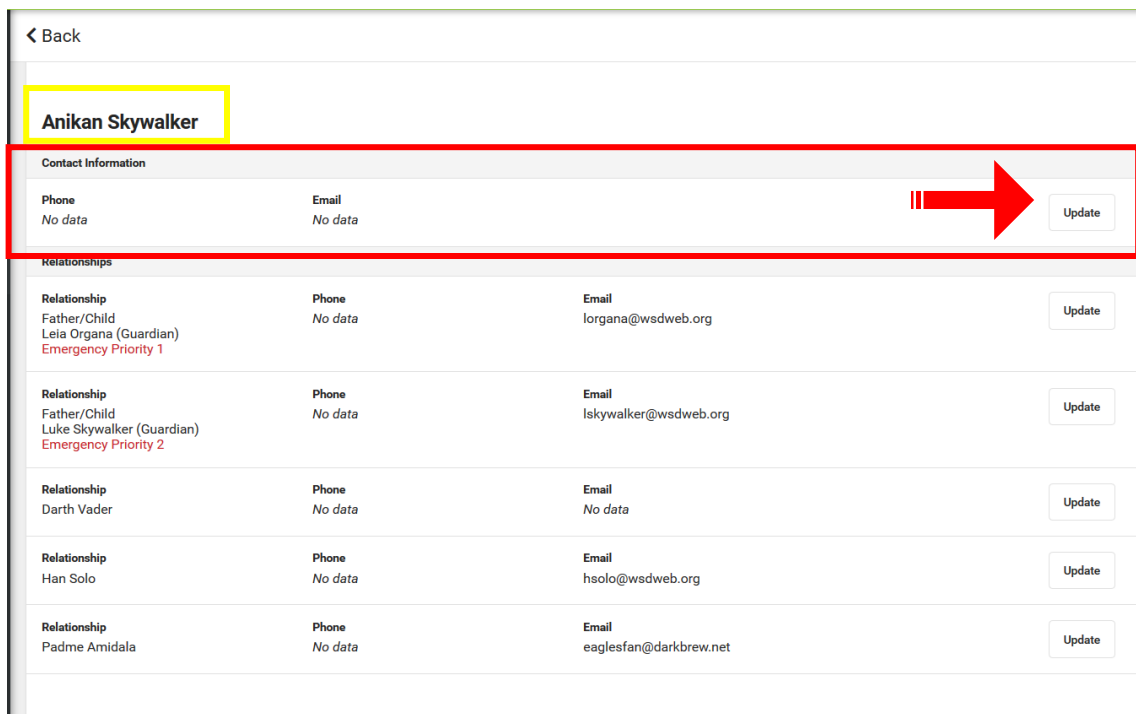 Back
Anikan Skywalker
Contact Information
Phone Email
No data No data
Update
Relationships
Relationship Phone Email
Father/Child No data lorgana@wsdweb.org
Leia Organa (Guardian)
Emergency Priority 1
Update
Relationship Phone Email
Father/Child No data lskywalker@wsdweb.org
Luke Skywalker (Guardian)
Emergency Priority 2
Update
Relationship Phone Email
Darth Vader No data No data
Update
Relationship Phone Email
Han Solo No data hsolo@wsdweb.org
Update
Relationship Phone Email
Padme Amidala No data eaglesfan@darkbrew.net
Update